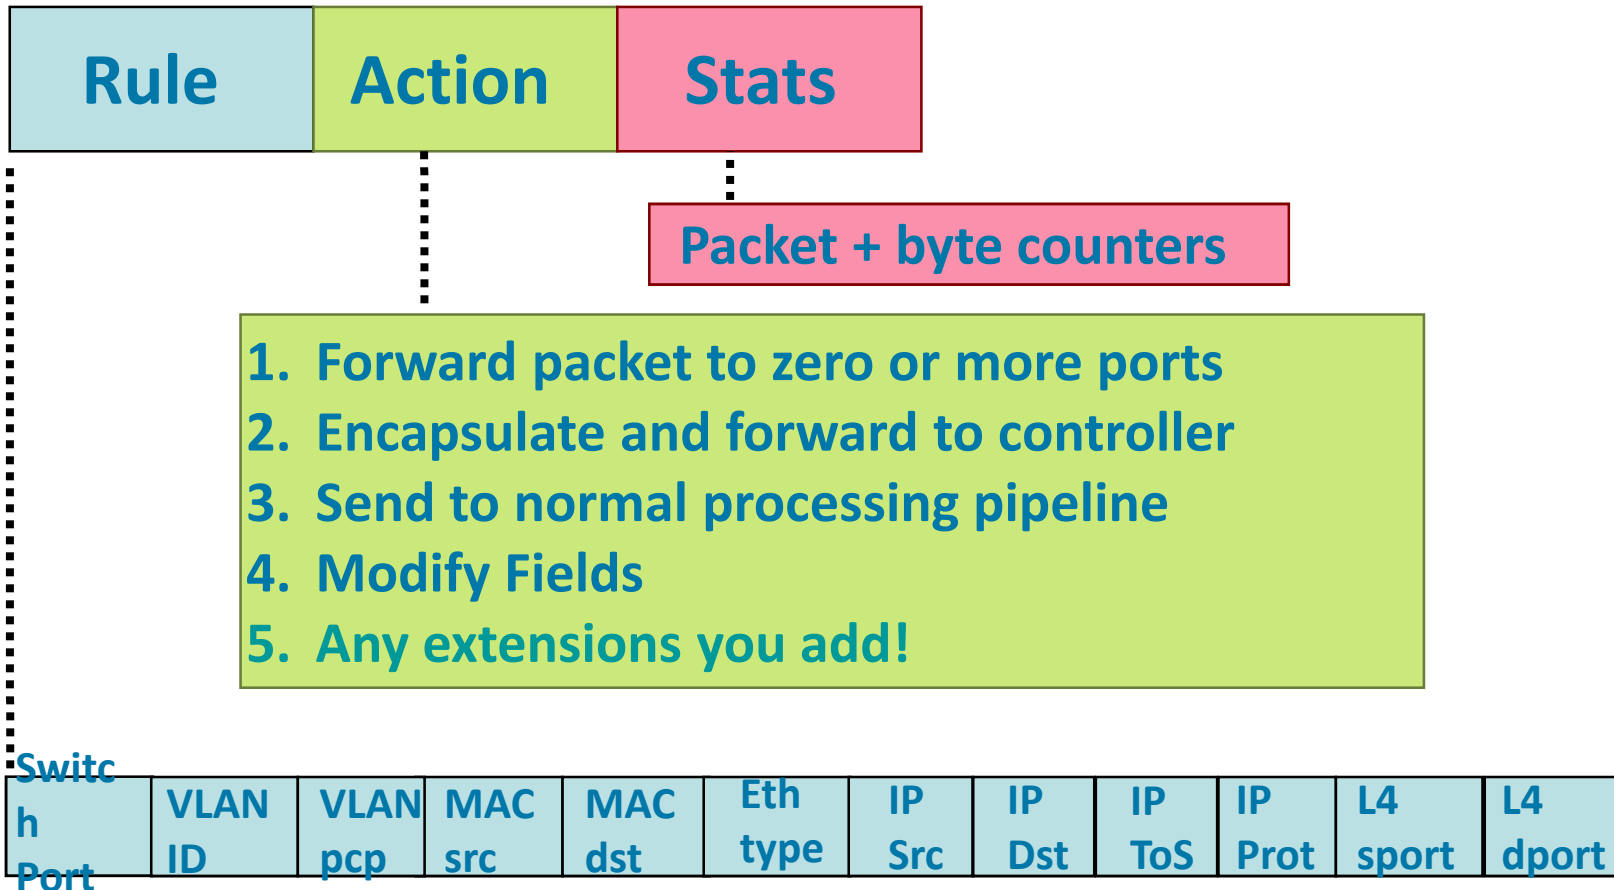 Rule Action Stats
Packet + byte counters
1. Forward packet to zero or more ports
2. Encapsulate and forward to controller
3. Send to normal processing pipeline
4. Modify Fields
5. Any extensions you add!
Switc
h
Port
VLAN
ID
VLAN
pcp
MAC
src
MAC
dst
Eth
type
IP
Src
IP
Dst
IP
ToS
IP
Prot
L4
sport
L4
dport